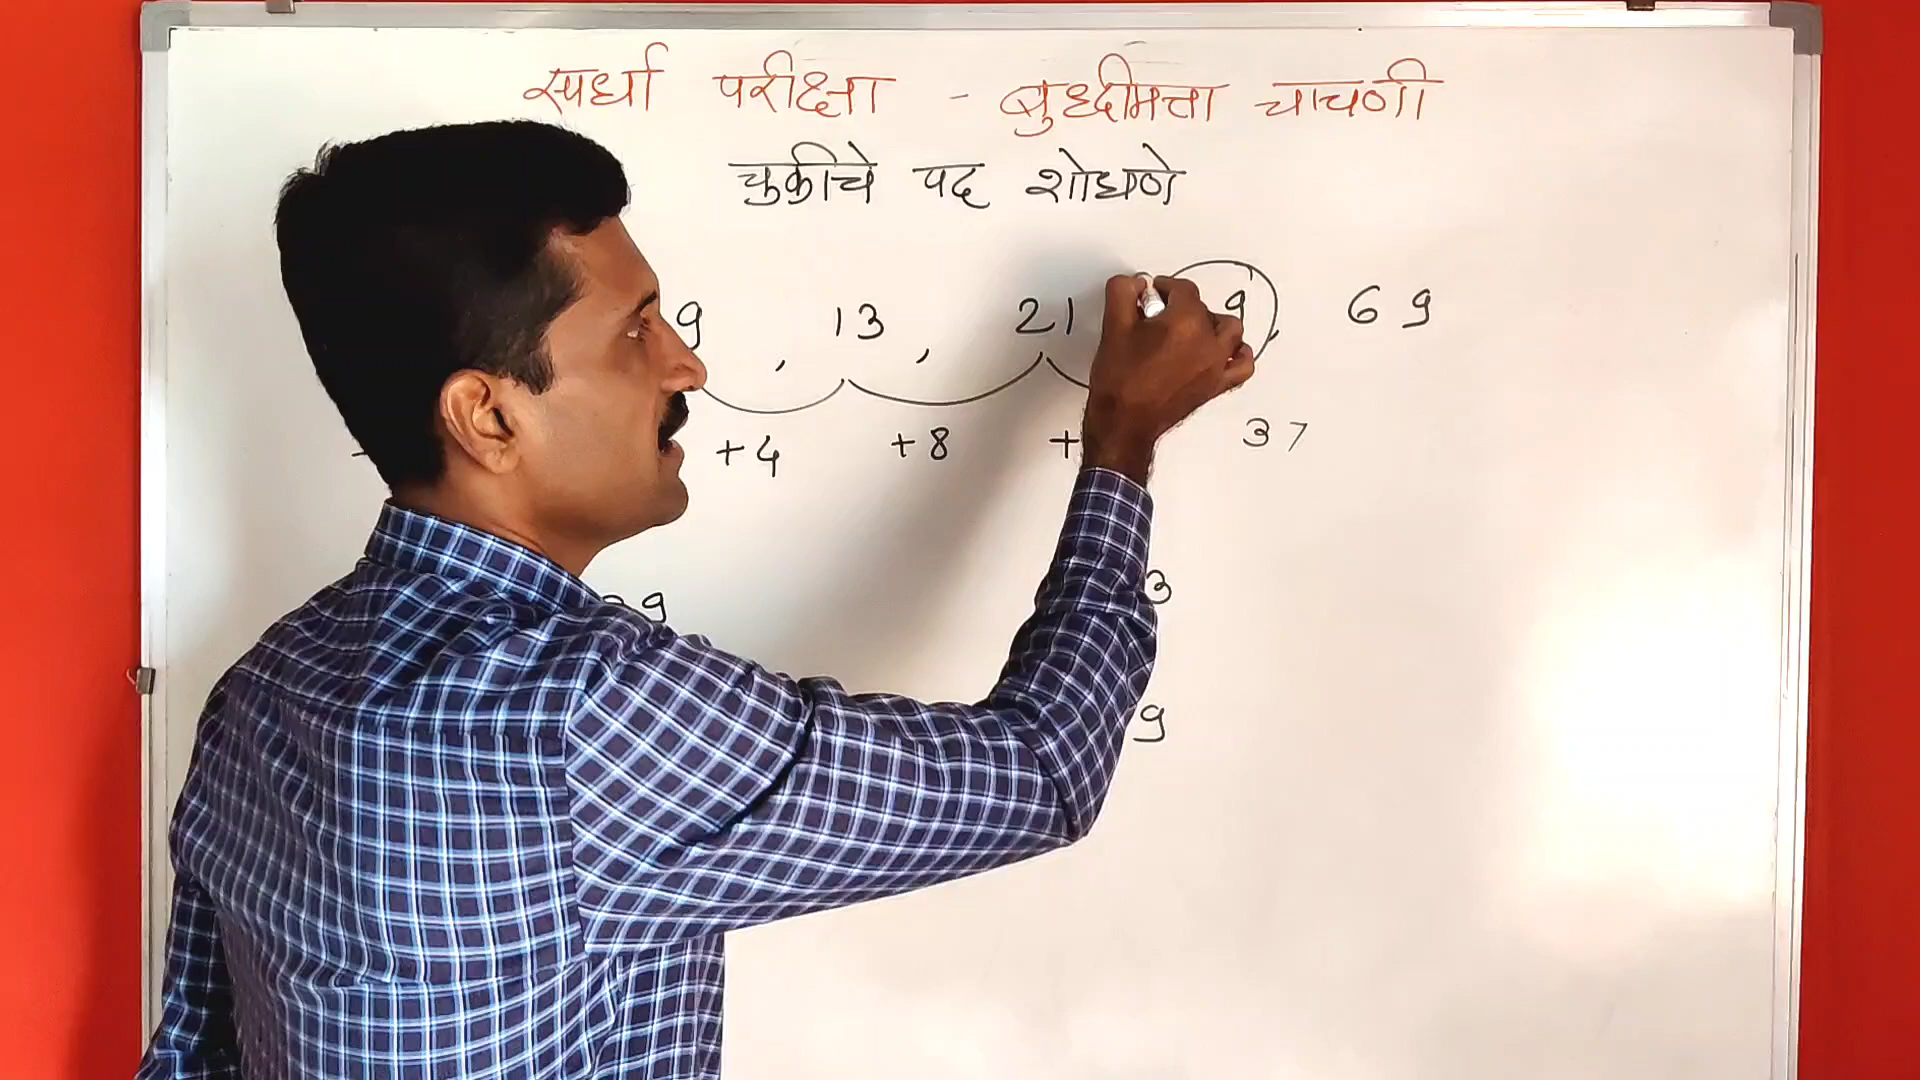 स्पर्धा परीक्षा - बुध्दीमत्ता चाचणी
चुकीचे पद शोधणे
9 , 13 , 21 9, 69
+4 +8 + 37
3
9
9